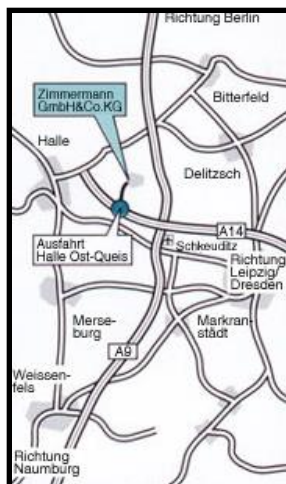 Richtung Berlin
Zimmermann
GmbH&Co.KG
Bitterfeld
Halle
Delitzsch
A14
Ausfahrt
Halle Ost-Queis
Schkeuditz
Richtung
Leipzig/
Dresden
Merse-
burg
Markran-
städt
A9
Weissen-
fels
Richtung
Naumburg